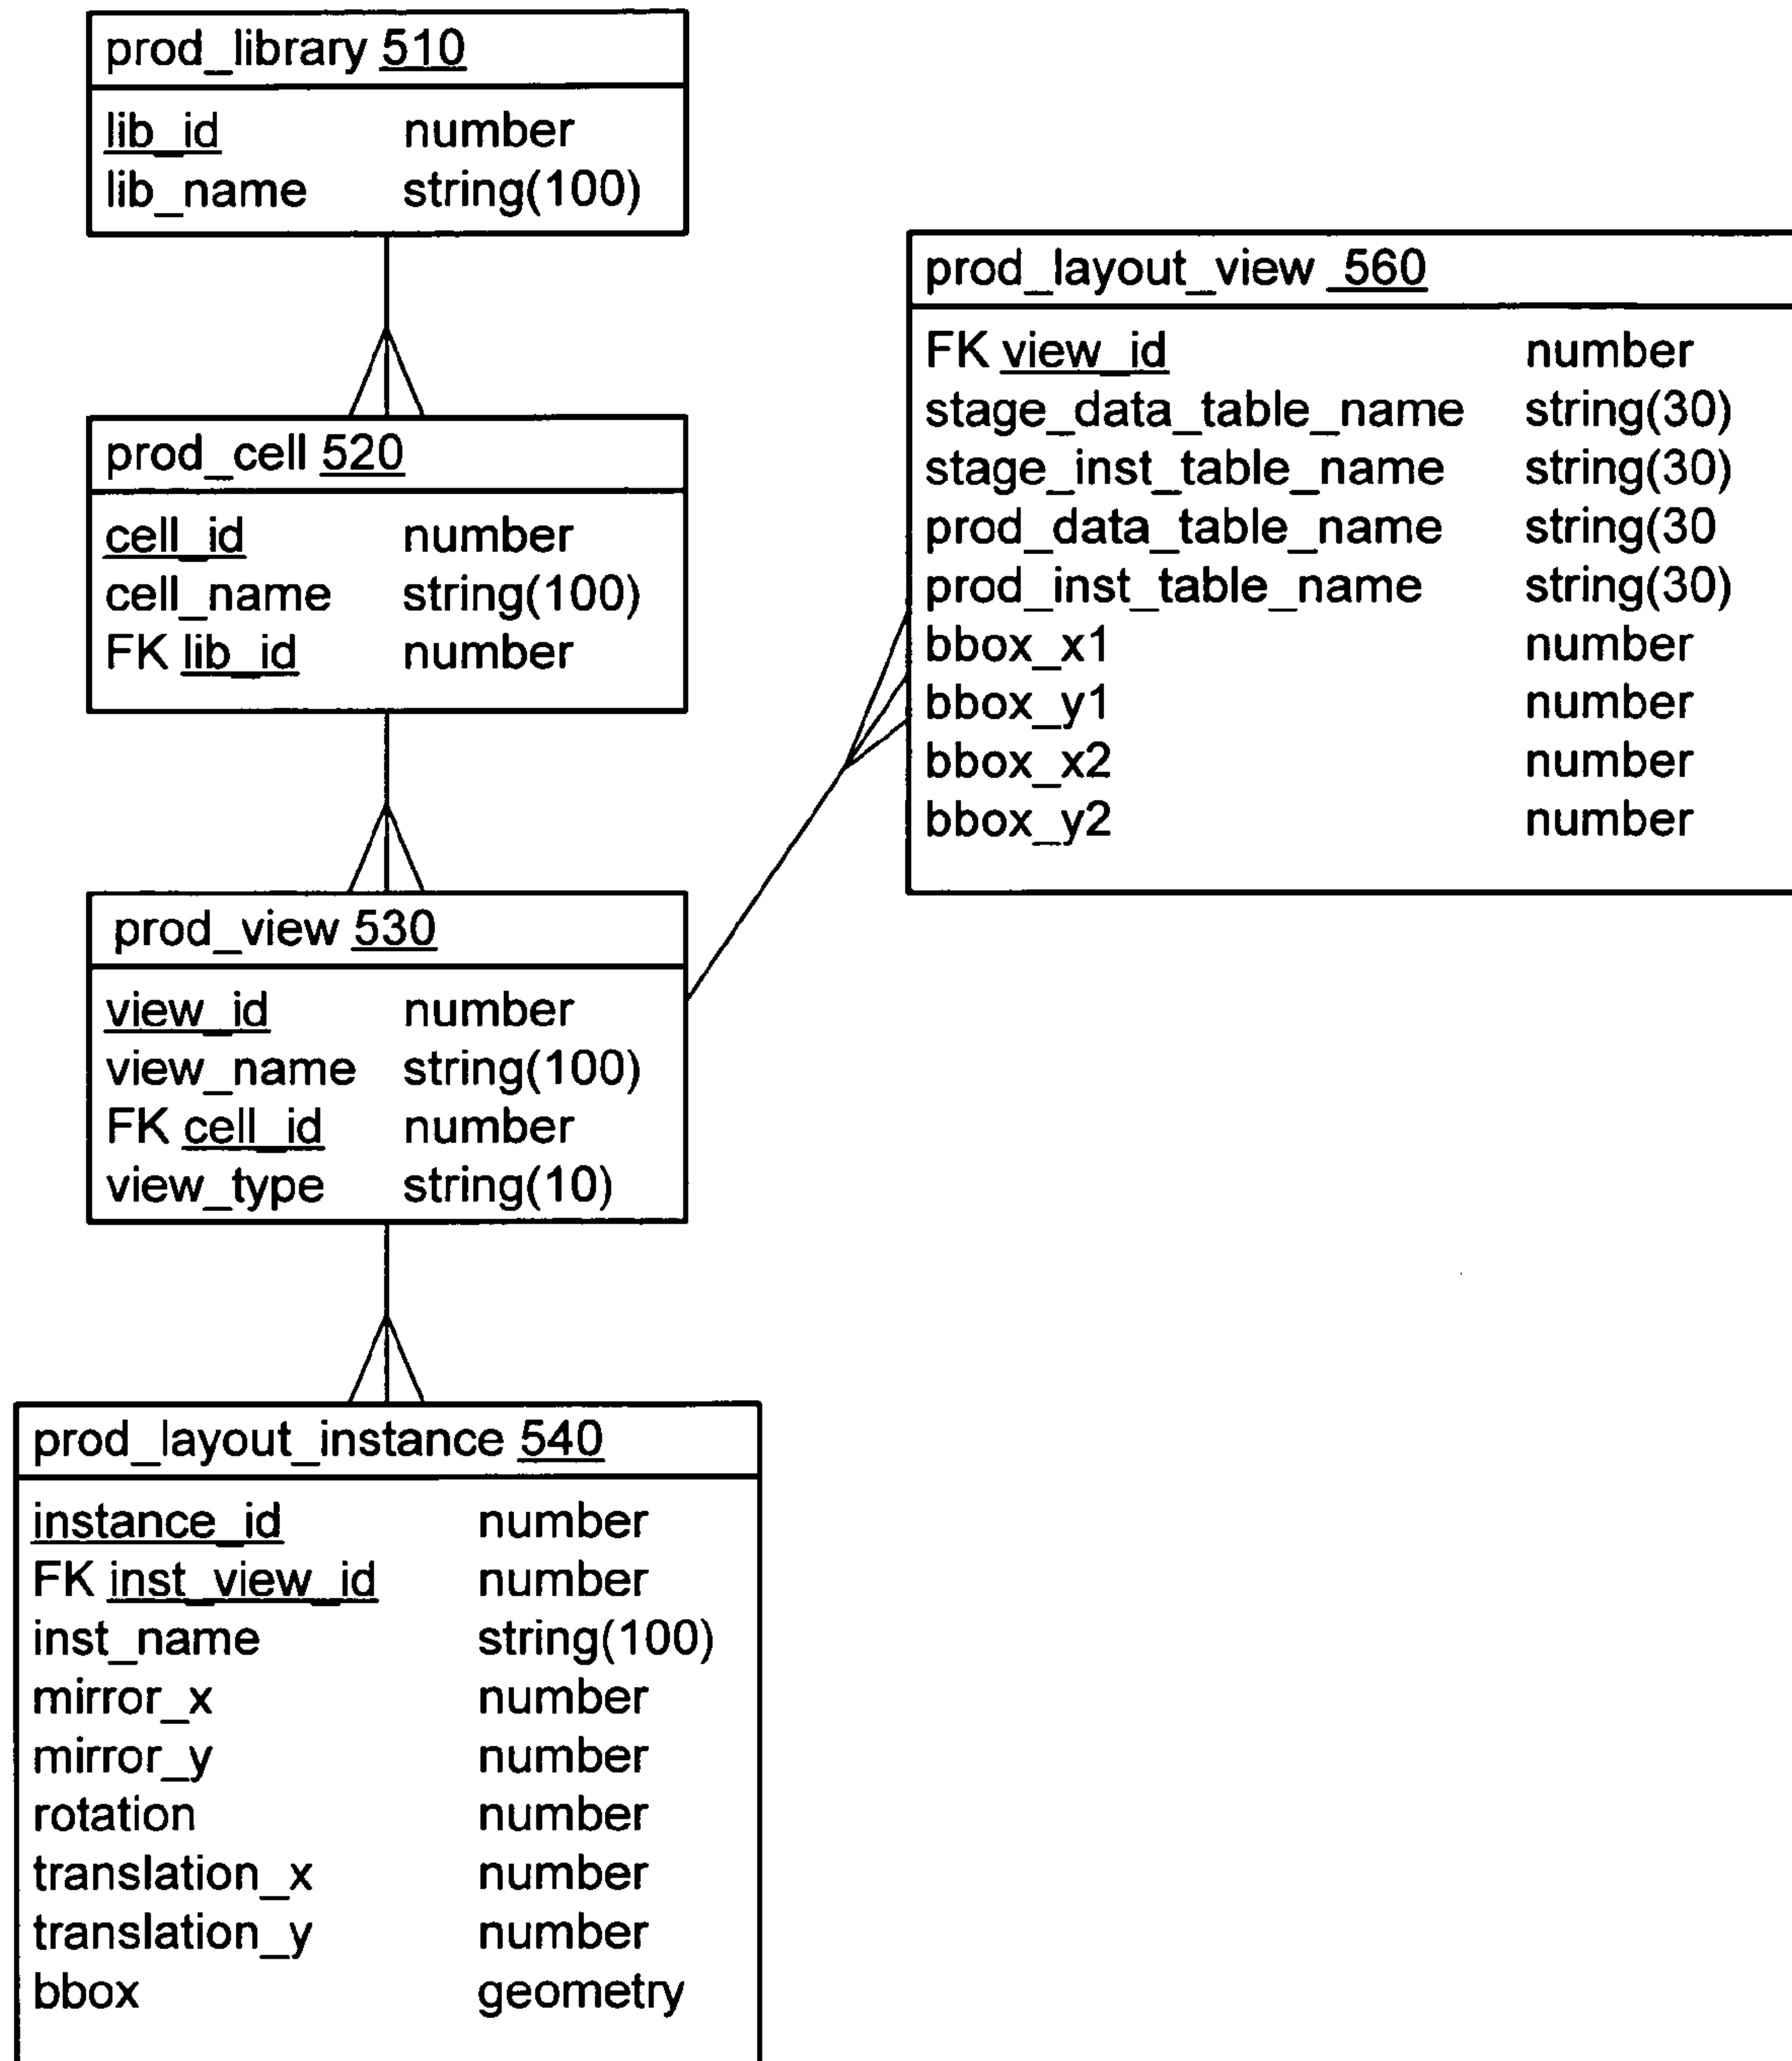 prod_library 510
lib_id number
lib_name string(100)
prod_cell 520
cell_id number
cell_name string(100)
FK lib_id number
prod_view 530
view_id number
view_name string(100)
FK cell_id number
view_type string(10)
prod_layout_instance 540
instance_id number
FK inst_view_id number
inst_name string(100)
mirror_x number
mirror_y number
rotation number
translation_x number
translation_y number
bbox geometry
prod_layout_view 560
FK view_id number
stage_data_table_name string(30)
stage_inst_table_name string(30)
prod_data_table_name string(30
prod_inst_table_name string(30)
bbox_x1 number
bbox_y1 number
bbox_x2 number
bbox_y2 number